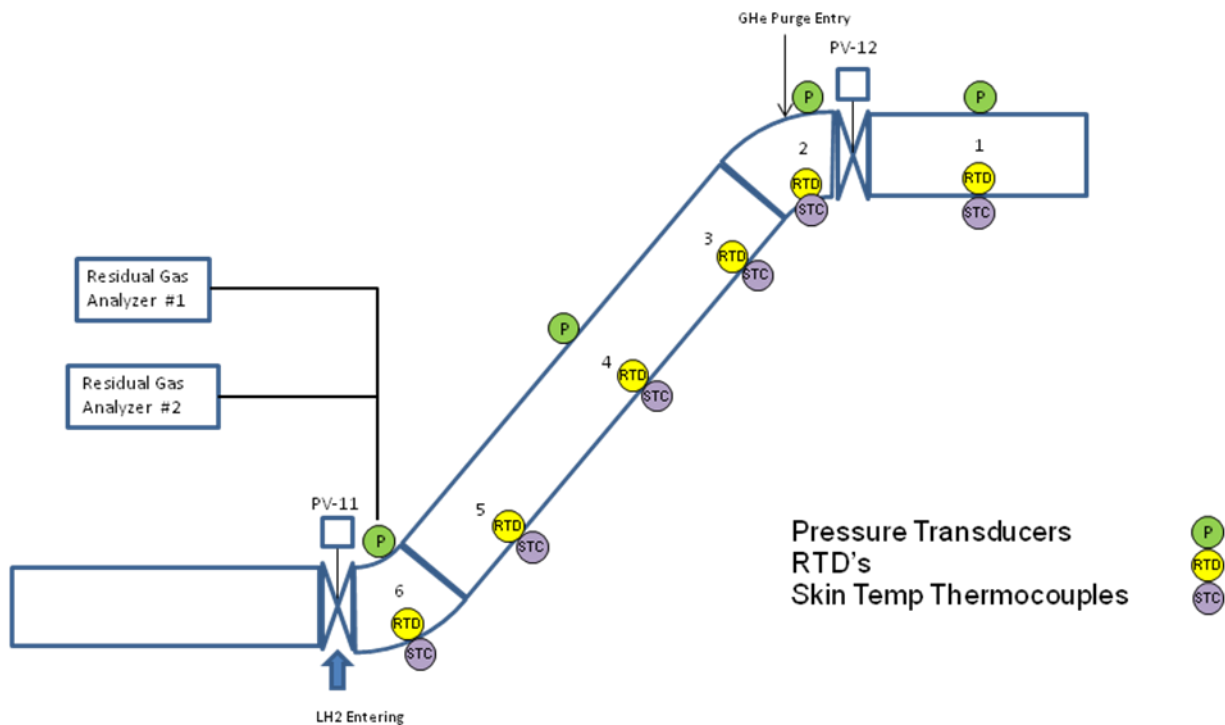 GHe Purge Entry
PV-12
P
P
2
1
RTD
RTD
STC
STC
3
RTD
STC
Residual Gas
Analyzer #1
P
4
RTD
STC
Residual Gas
Analyzer #2
PV-11
P
5
RTD
STC
6
RTD
STC
LH2 Entering
Pressure Transducers
P
RTD's
RTD
Skin Temp Thermocouples
STC